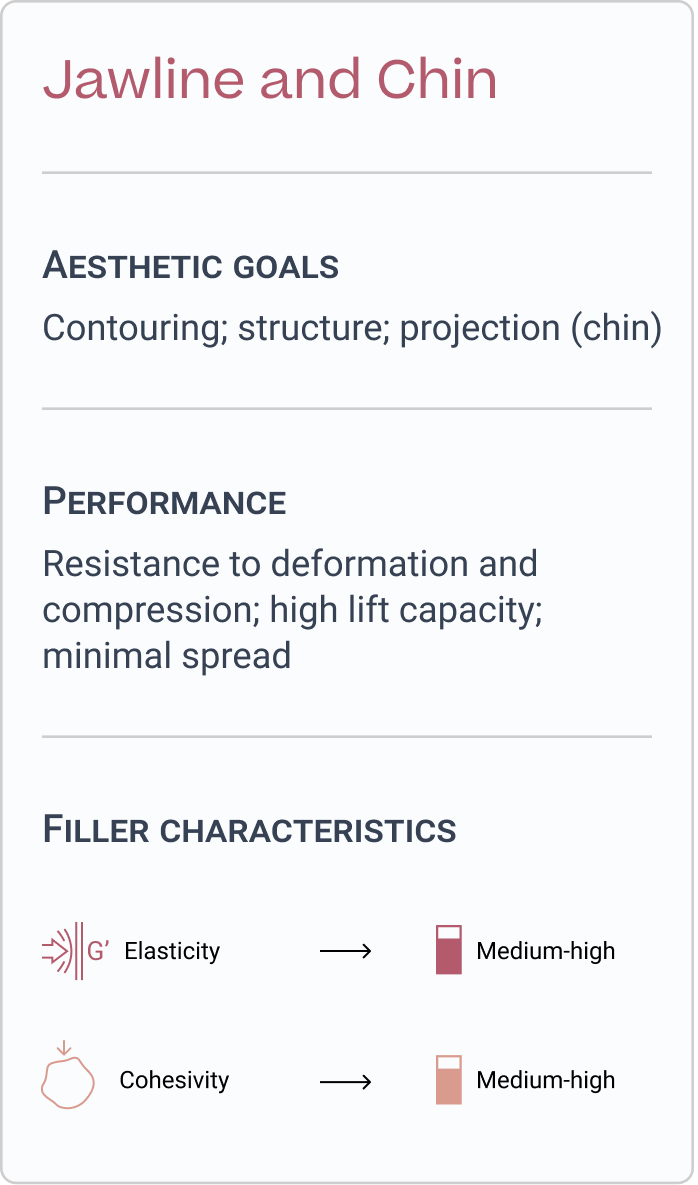 Jawline and Chin
AESTHETIC GOALS
Contouring; structure; projection (chin)
PERFORMANCE
Resistance to deformation and
compression; high lift capacity;
minimal spread
FILLER CHARACTERISTICS
G’ Elasticity → Medium-high
Cohesivity → Medium-high